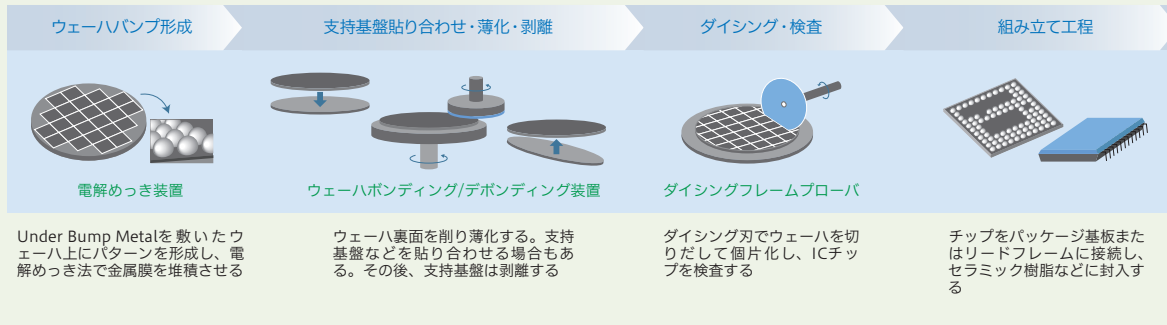 ウェーハバンプ形成
支持基盤貼り合わせ・薄化・剥離
ダイシング・検査
組み立て工程
電解めっき装置
ウェーハボンディング/デボンディング装置
ダイシングフレームプローバ
Under Bump Metalを敷いたウ
ェーハ上にパターンを形成し、電
解めっき法で金属膜を堆積させる
ウェーハ裏面を削り薄化する。支持
基盤などを貼り合わせる場合もあ
る。その後、支持基盤は剥離する
ダイシング刃でウェーハを切
りだして個片化し、ICチッ
プを検査する
チップをパッケージ基板また
はリードフレームに接続し、
セラミック樹脂などに封入す
る